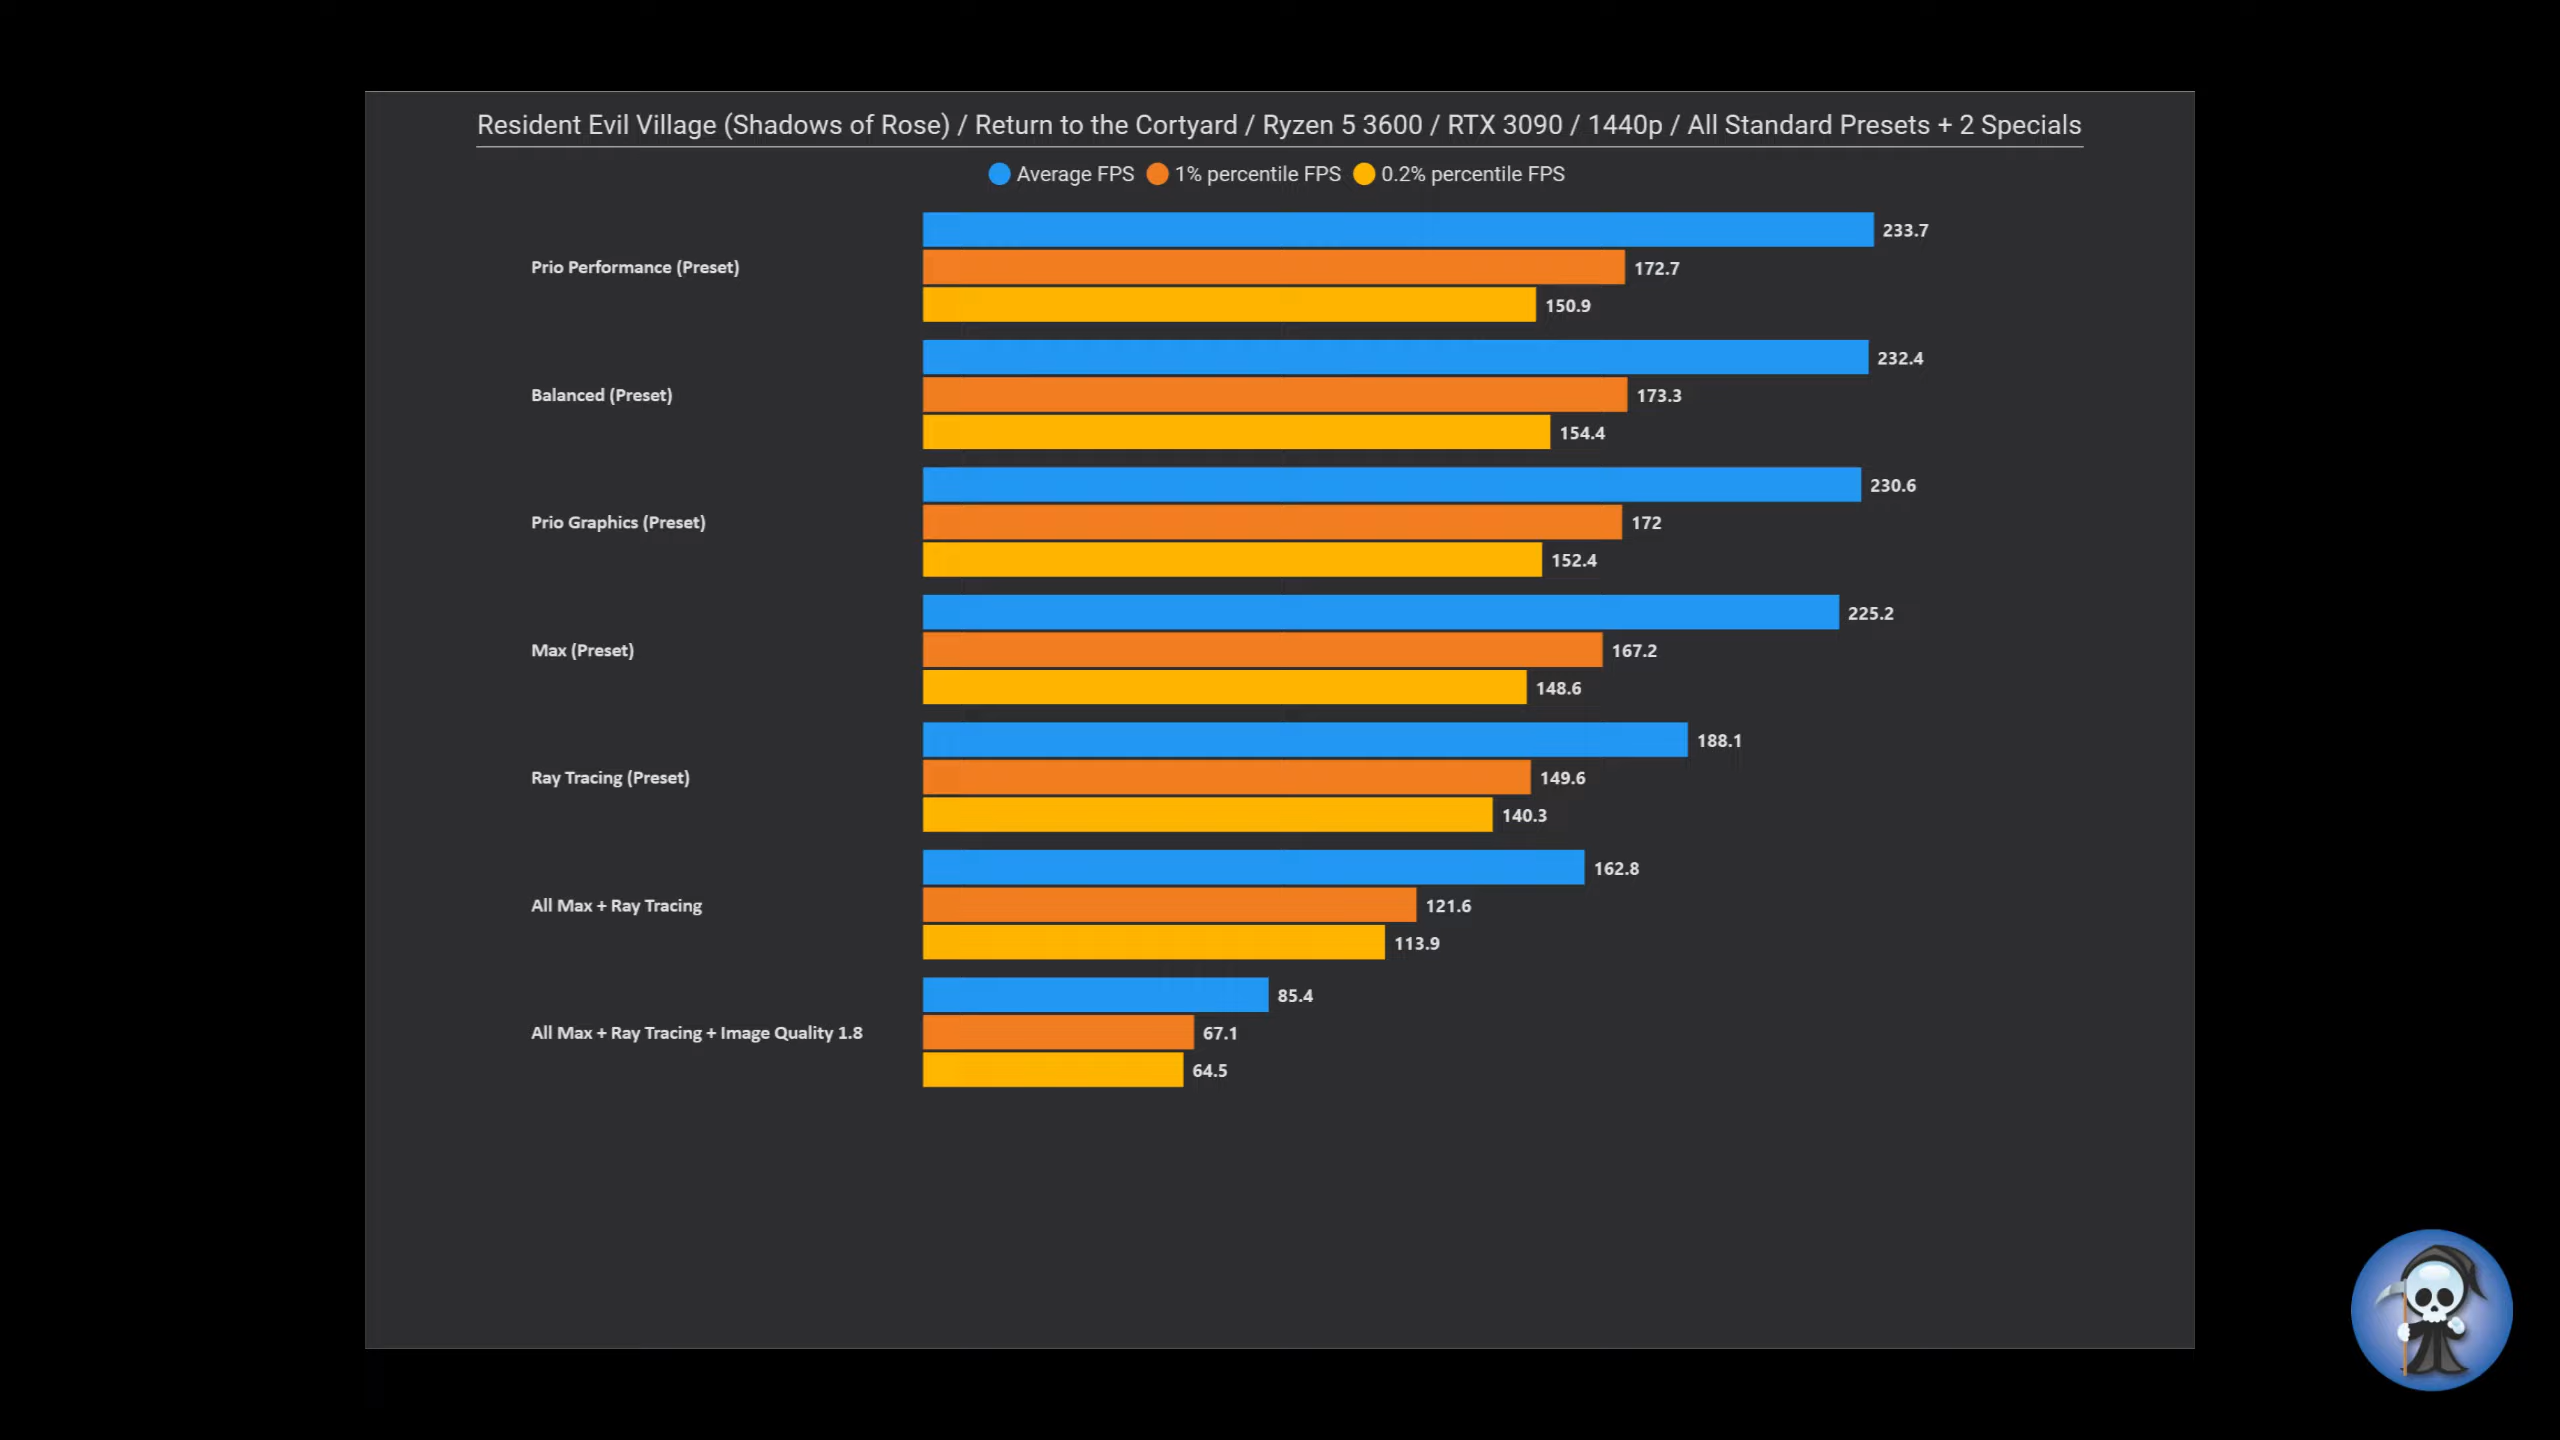 Resident Evil Village (Shadows of Rose) / Return to the Cortyard / Ryzen 5 3600 / RTX 3090 / 1440p / All Standard Presets + 2 Specials
Average FPS 1% percentile FPS 0.2% percentile FPS
233.7
Prio Performance (Preset) 172.7
150.9
232.4
Balanced (Preset) 173.3
154.4
230.6
Prio Graphics (Preset) 172
152.4
225.2
Max (Preset) 167.2
148.6
188.1
Ray Tracing (Preset) 149.6
140.3
162.8
All Max + Ray Tracing 121.6
113.9
85.4
All Max + Ray Tracing + Image Quality 1.8 67.1
64.5